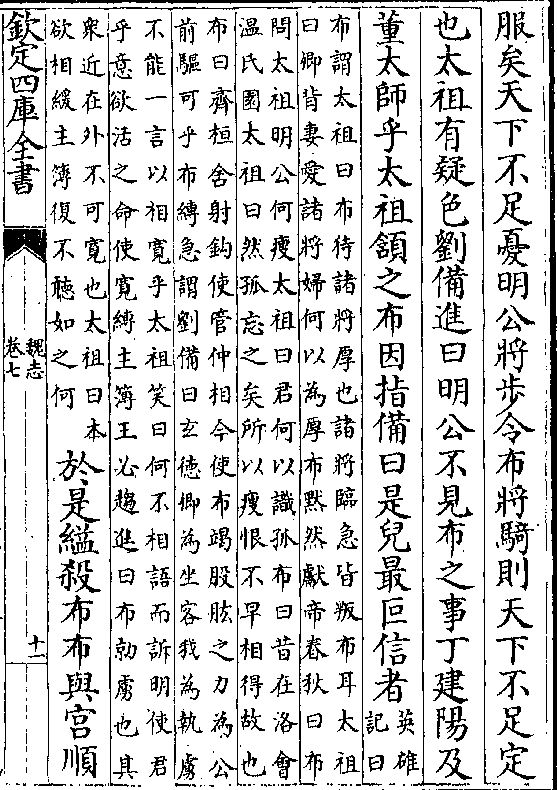 服矣天下不足憂明公將步令布將騎則天下不足定
也太祖有疑色劉備進曰明公不見布之事丁建陽及
董太師乎太祖頷之布因指備曰是兒最叵信者
英雄
記曰
布謂太祖曰布待諸將厚也諸將臨急皆叛布耳太祖
曰卿背妻愛諸將婦何以為厚布黙然獻帝春秋曰布
問太祖明公何瘦太祖曰君何以識孤布曰昔在洛會
温氏園太祖曰然孤忘之矣所以瘦恨不早相得故也
布曰齊桓舍射鈎使管仲相今使布竭股肱之力為公
前驅可乎布縛急謂劉備曰玄德卿為坐客我為執虜
不能一言以相寛乎太祖笑曰何不相語而訴明使君
乎意欲活之命使寛縛主簿王必趨進曰布勍虜也其
衆近在外不可寛也太祖曰本
欲相緩主簿復不聴如之何
於是縊殺布布與宮順
欽定四庫全書
魏志
卷七
十一